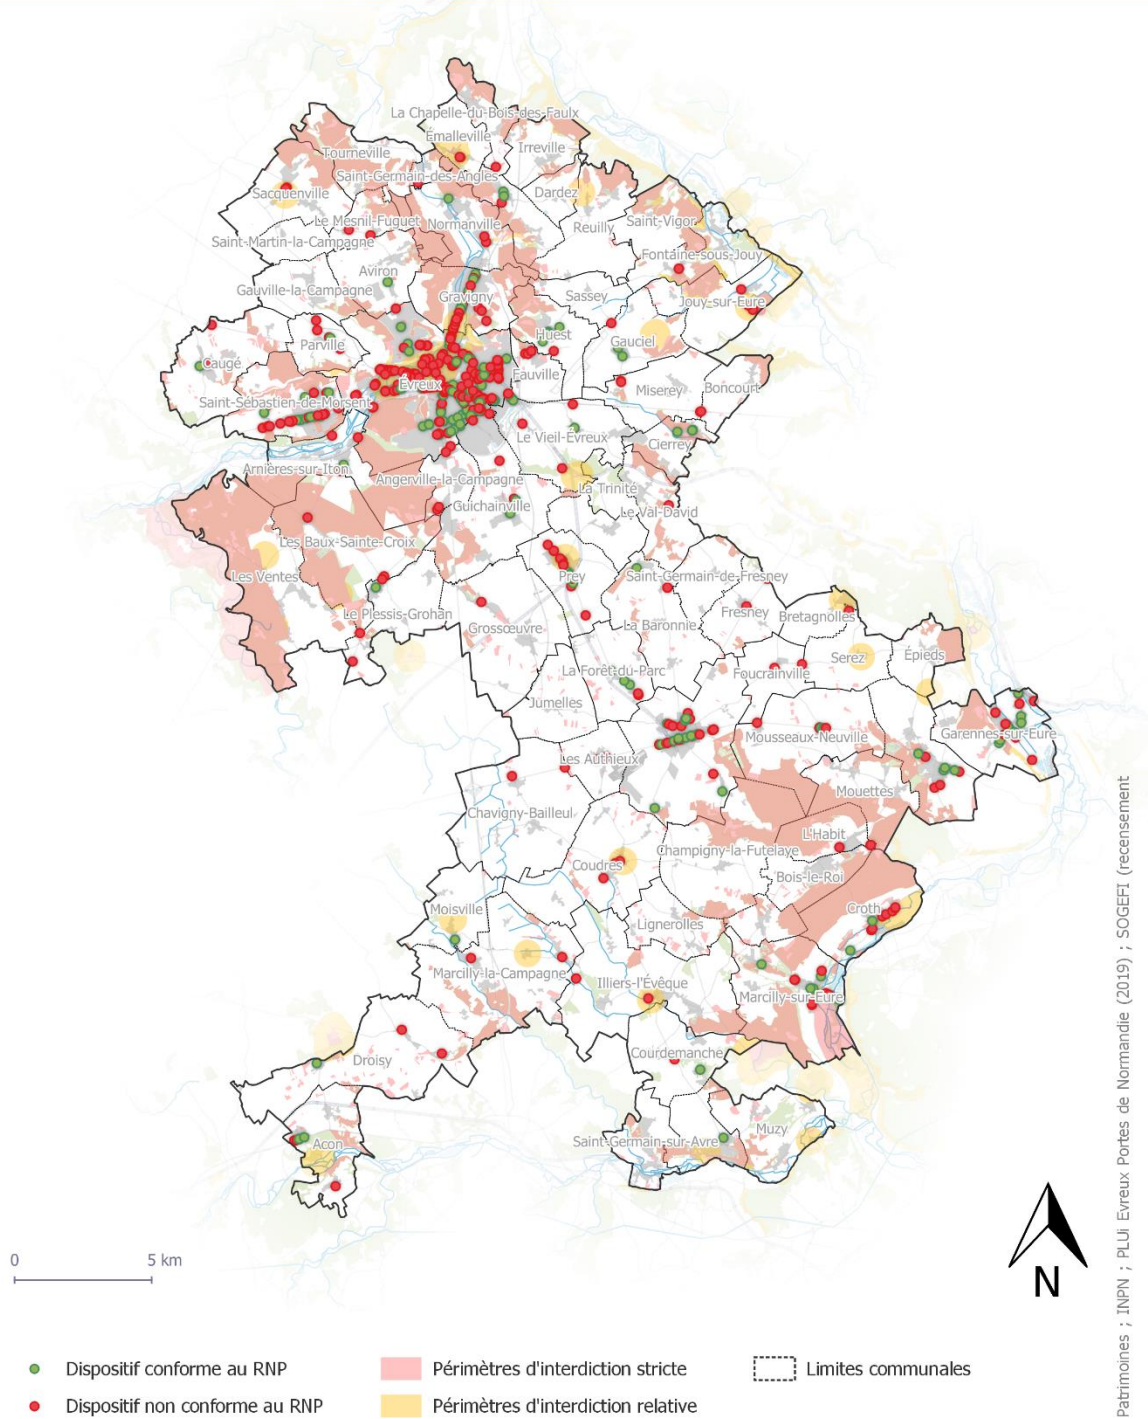 La Chapelle-du-Bois-des-Faulx
Émalleville
Irreville
Tourneville
Saint-Germain-des-Angles
Sacquenville
Dardez
Le Mesnil-Fuguet
Normanville
Reuilly
Saint-Vigor
Saint-Martin-la-Campagne
Fontaine-sous-Jouy
Aviron
Gauville-la-Campagne
Gravigny
Sassey
Jouy-sur-Eure
Parville
Huest
Gauciel
Caugé
Évreux
Fauville
Miserey
Boncourt
Saint-Sébastien-de-Morsent
Le Vieil-Évreux
Cierrey
Arnières-sur-Iton
Angerville-la-Campagne
La Trinité
Guichainville
Le Val-David
Les Baux-Sainte-Croix
Les Ventes
Prey
Saint-Germain-de-Fresney
Le Plessis-Grohan
Grossœuvre
La Baronnie
Fresney
Bretagnolles
La Forêt-du-Parc
Foucrainville
Serez
Épieds
Jumelles
Mousseaux-Neuville
Garennes-sur-Eure
Les Authieux
Mouettes
Chavigny-Bailleul
L'Habit
Champigny-la-Futelaye
Coudres
Bois-le-Roi
Moisville
Lignerolles
Croth
Marcilly-la-Campagne
Illiers-l'Évêque
Marcilly-sur-Eure
Droisy
Courdemanche
Acon
Saint-Germain-sur-Avre
Muzy
0 5 km
N
Dispositif conforme au RNP
Périmètres d'interdiction stricte
Limites communales
Dispositif non conforme au RNP
Périmètres d'interdiction relative
Patrimoines ; INPN ; PLUi Evreux Portes de Normandie (2019) ; SOGEFI (recensement